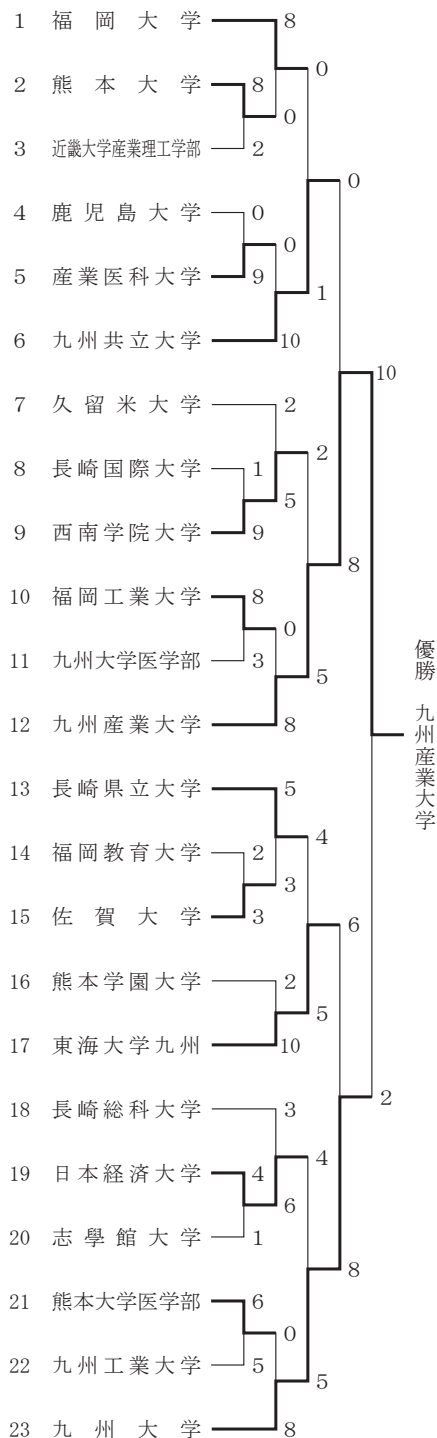 1 福岡大学 8
0
2 熊本大学 8
0
3 近畿大学産業理工学部 2
0
4 鹿児島大学 0
0
5 産業医科大学 9
1
6 九州共立大学 10
10
7 久留米大学 2
2
8 長崎国際大学 1
5
9 西南学院大学 9
8
10 福岡工業大学 8
0
11 九州大学医学部 3
5
12 九州産業大学 8
優勝 九州産業大学
13 長崎県立大学 5
4
14 福岡教育大学 2
3
15 佐賀大学 3
6
16 熊本学園大学 2
5
17 東海大学九州 10
2
18 長崎総科大学 3
4
19 日本経済大学 4
6
20 志學館大学 1
8
21 熊本大学医学部 6
0
22 九州工業大学 5
5
23 九州大学 8